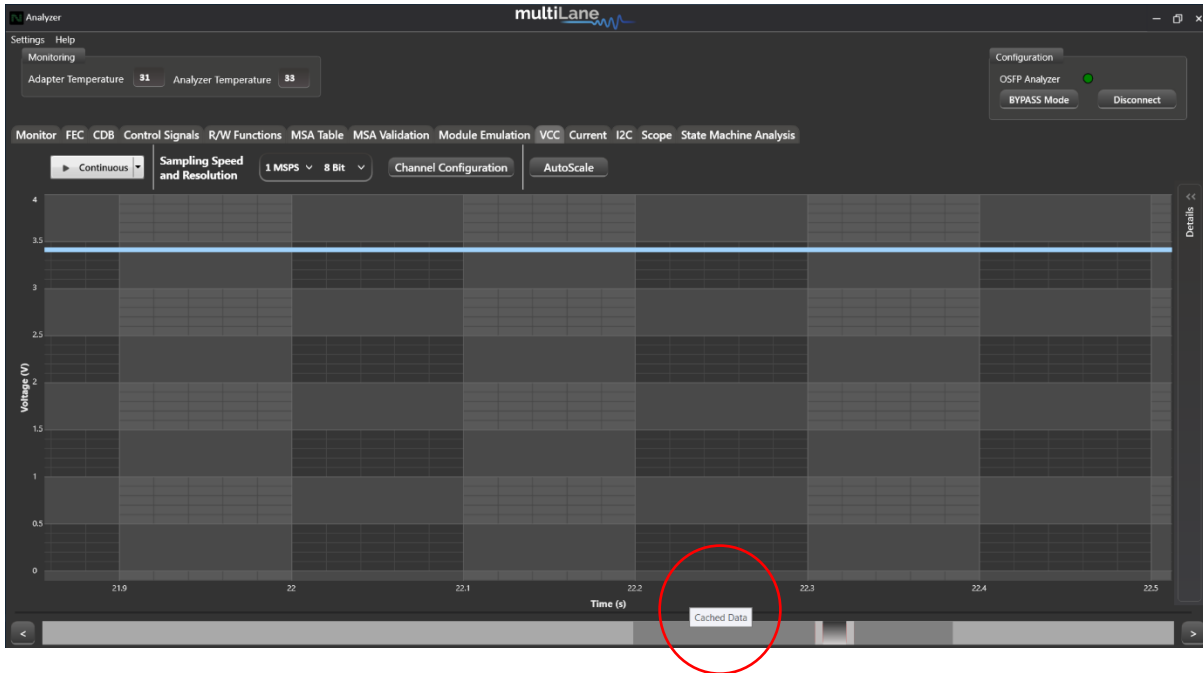 Analyzer
multiLane
Settings Help
Monitoring
Adapter Temperature 31 Analyzer Temperature 33
Configuration
OSFP Analyzer
BYPASS Mode Disconnect
Monitor FEC CDB Control Signals R/W Functions MSA Table MSA Validation Module Emulation VCC Current I2C Scope State Machine Analysis
Continuous
Sampling Speed
and Resolution
1 MSPS 8 Bit
Channel Configuration
AutoScale
<< Details
4
3.5
3
2.5
2
1.5
1
0.5
0
Voltage (V)
21.9 22 22.1 22.2 22.3 22.4 22.5
Time (s)
Cached Data
< >